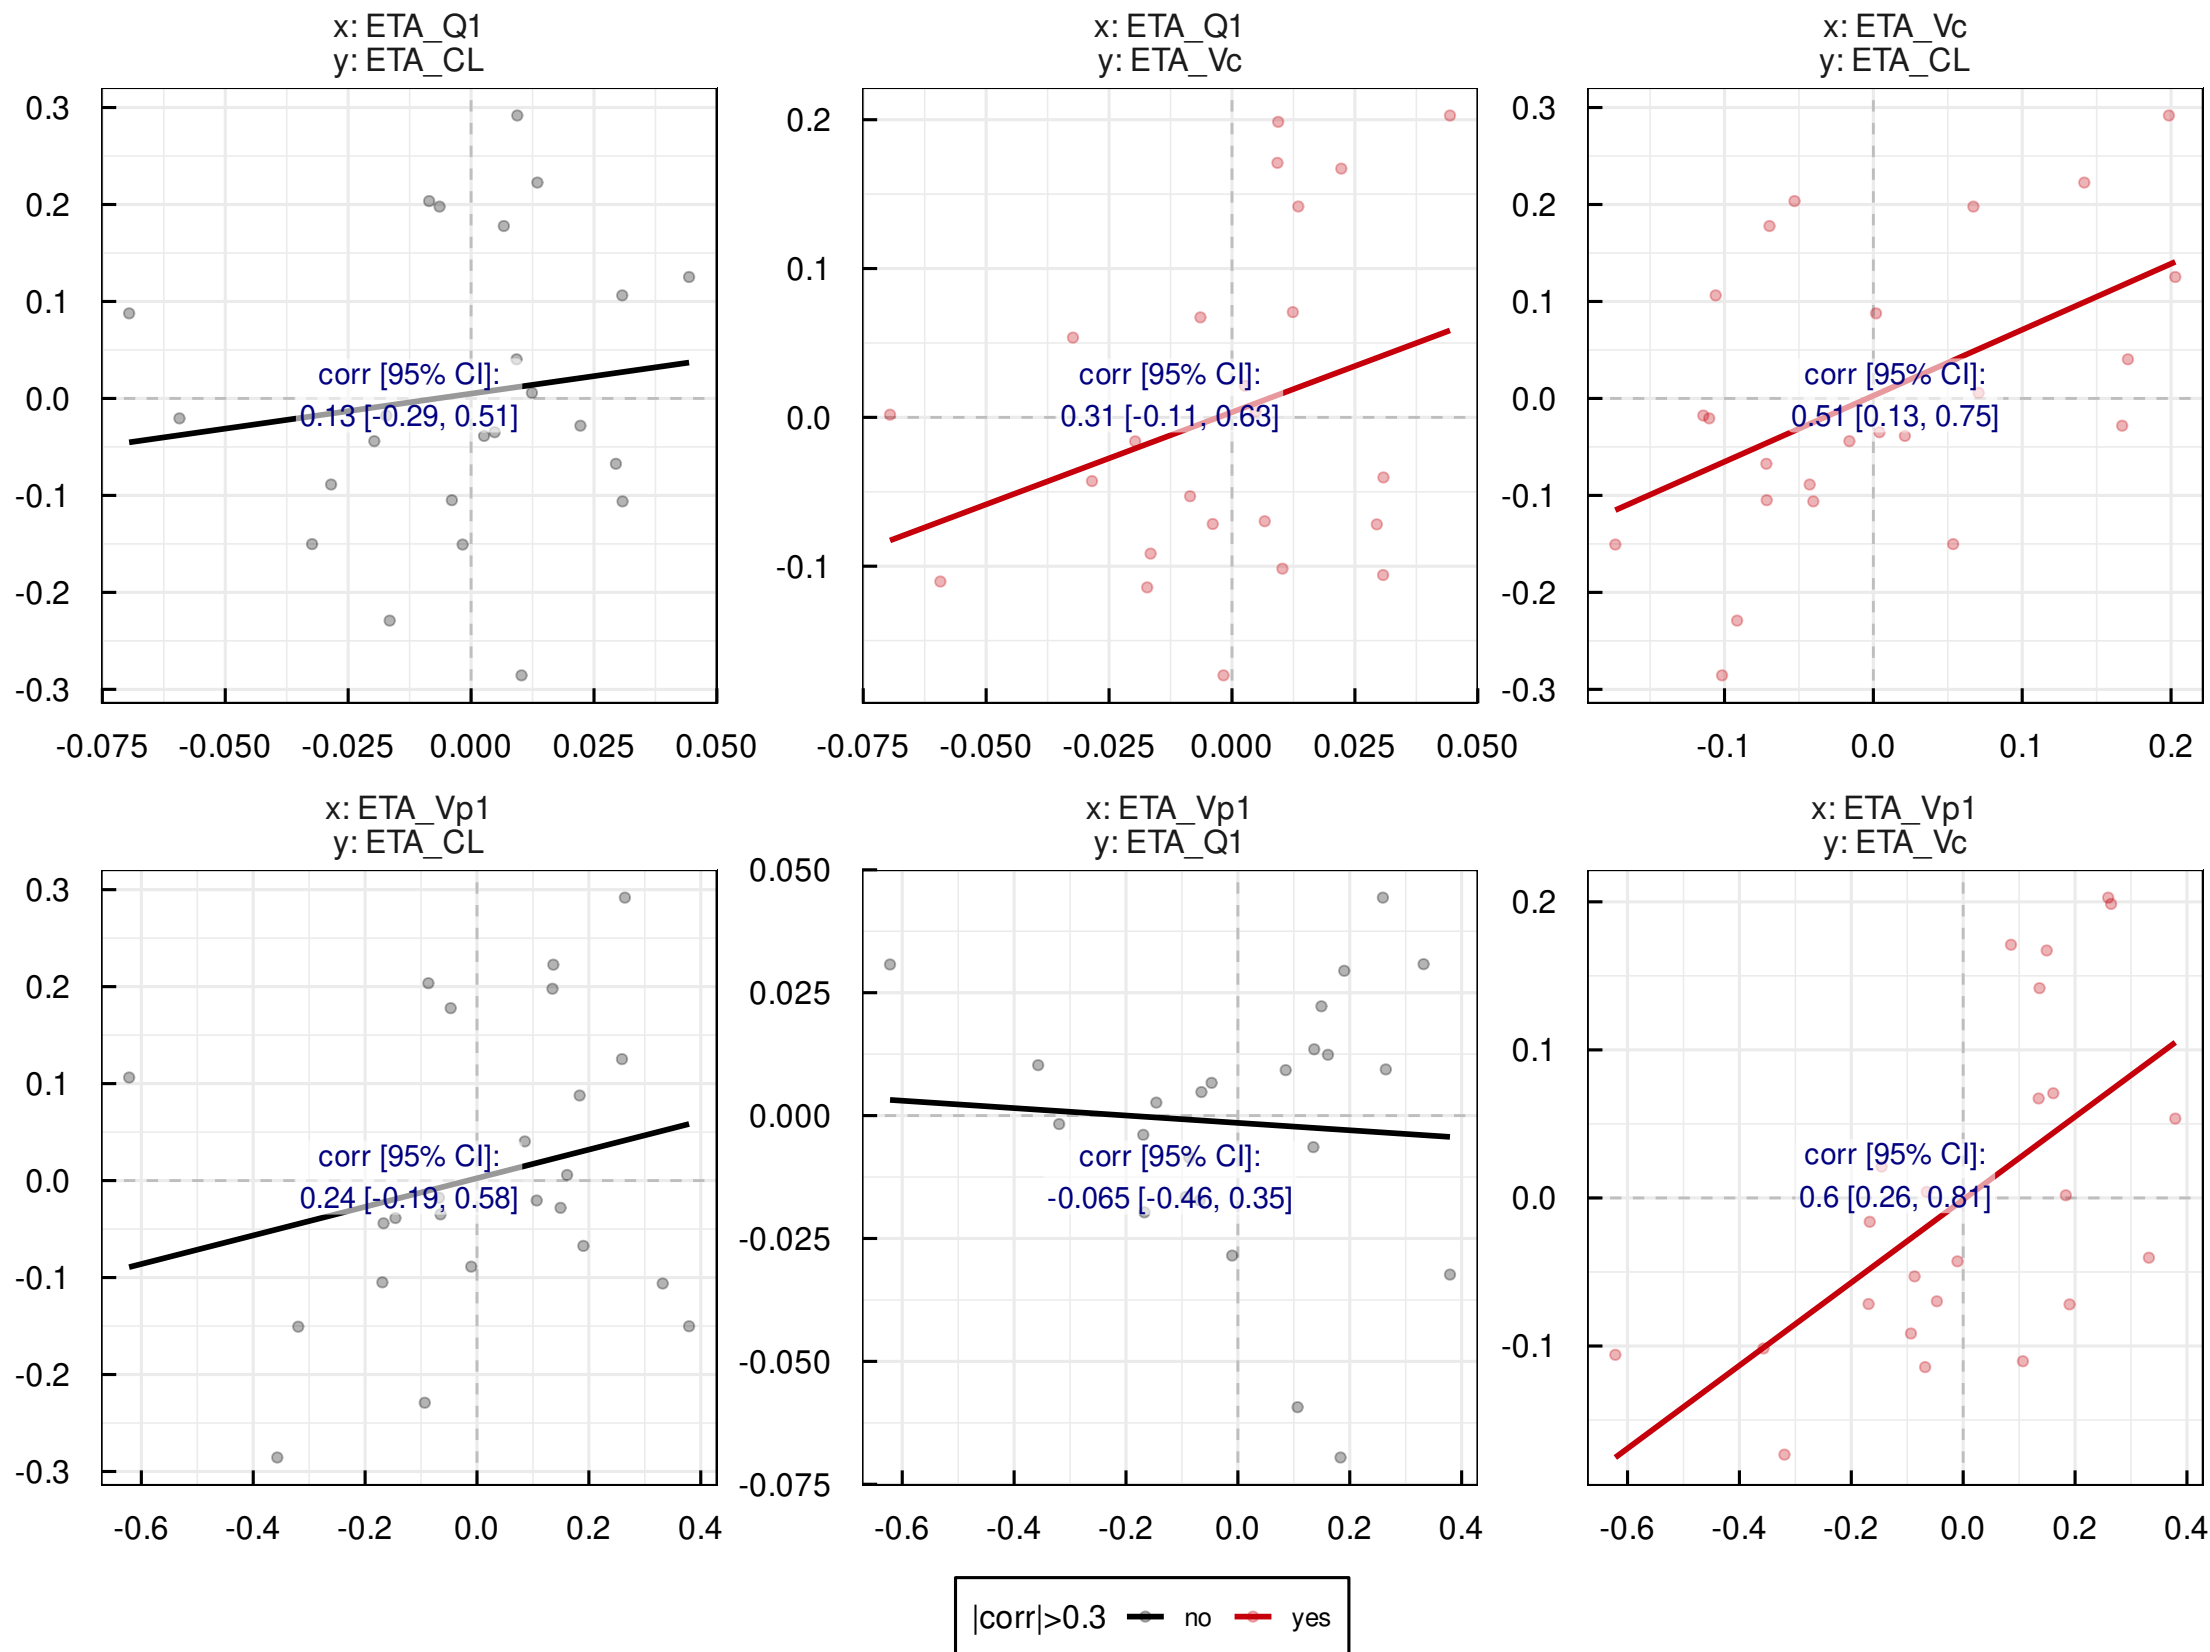 x: ETA_Q1
y: ETA_CL
x: ETA_Q1
y: ETA_Vc
x: ETA_Vc
y: ETA_CL
0.3
0.2
0.1
0.0
-0.1
-0.2
-0.3
corr [95% CI]:
0.13 [-0.29, 0.51]
-0.075 -0.050 -0.025 0.000 0.025 0.050
0.2
0.1
0.0
-0.1
corr [95% CI]:
0.31 [-0.11, 0.63]
-0.075 -0.050 -0.025 0.000 0.025 0.050
0.3
0.2
0.1
0.0
-0.1
-0.2
-0.3
corr [95% CI]:
0.51 [0.13, 0.75]
-0.1 0.0 0.1 0.2
x: ETA_Vp1
y: ETA_CL
x: ETA_Vp1
y: ETA_Q1
x: ETA_Vp1
y: ETA_Vc
0.3
0.2
0.1
0.0
-0.1
-0.2
-0.3
corr [95% CI]:
0.24 [-0.19, 0.58]
-0.6 -0.4 -0.2 0.0 0.2 0.4
0.050
0.025
0.000
-0.025
-0.050
-0.075
corr [95% CI]:
-0.065 [-0.46, 0.35]
-0.6 -0.4 -0.2 0.0 0.2 0.4
0.2
0.1
0.0
-0.1
corr [95% CI]:
0.6 [0.26, 0.81]
-0.6 -0.4 -0.2 0.0 0.2 0.4
|corr|>0.3 no yes